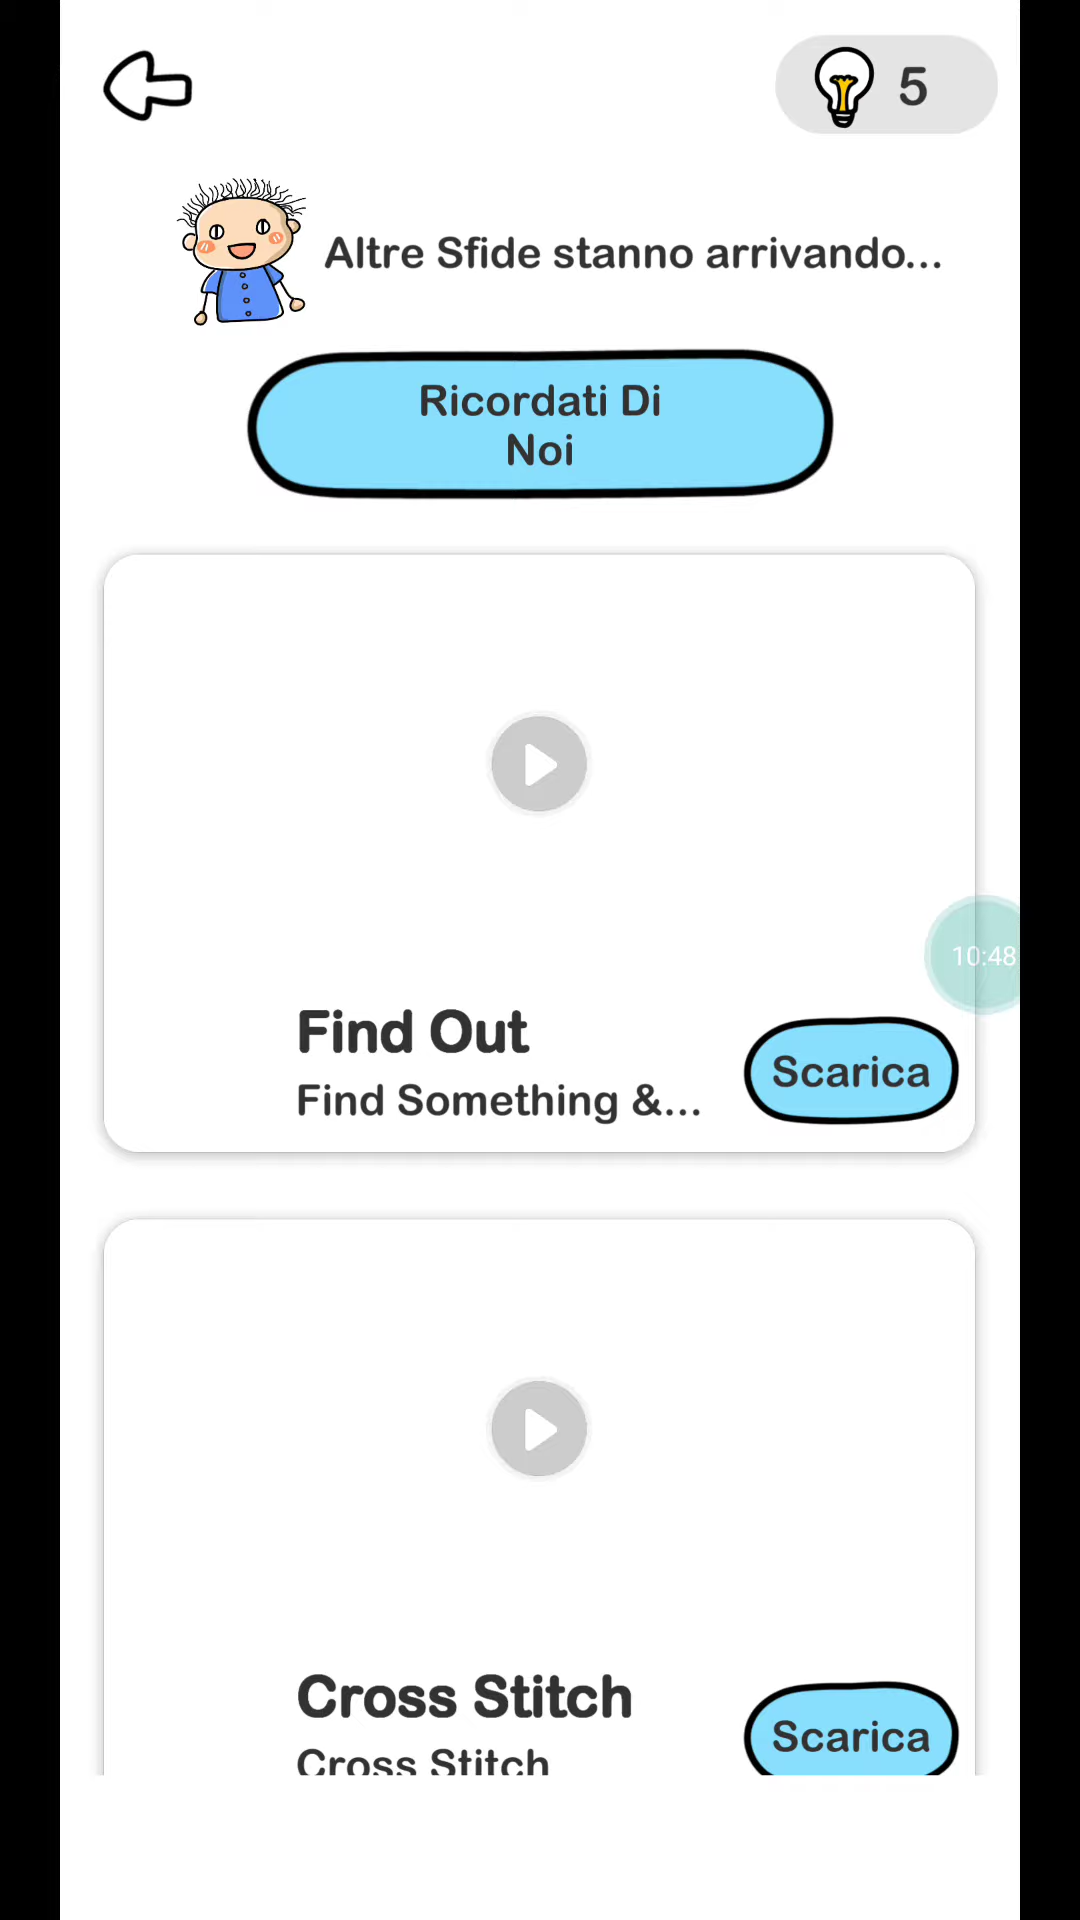 5
Altre Sfide stanno arrivando...
Ricordati Di
Noi
10:48
Find Out
Find Something &...
Scarica
Cross Stitch
Cross Stitch
Scarica